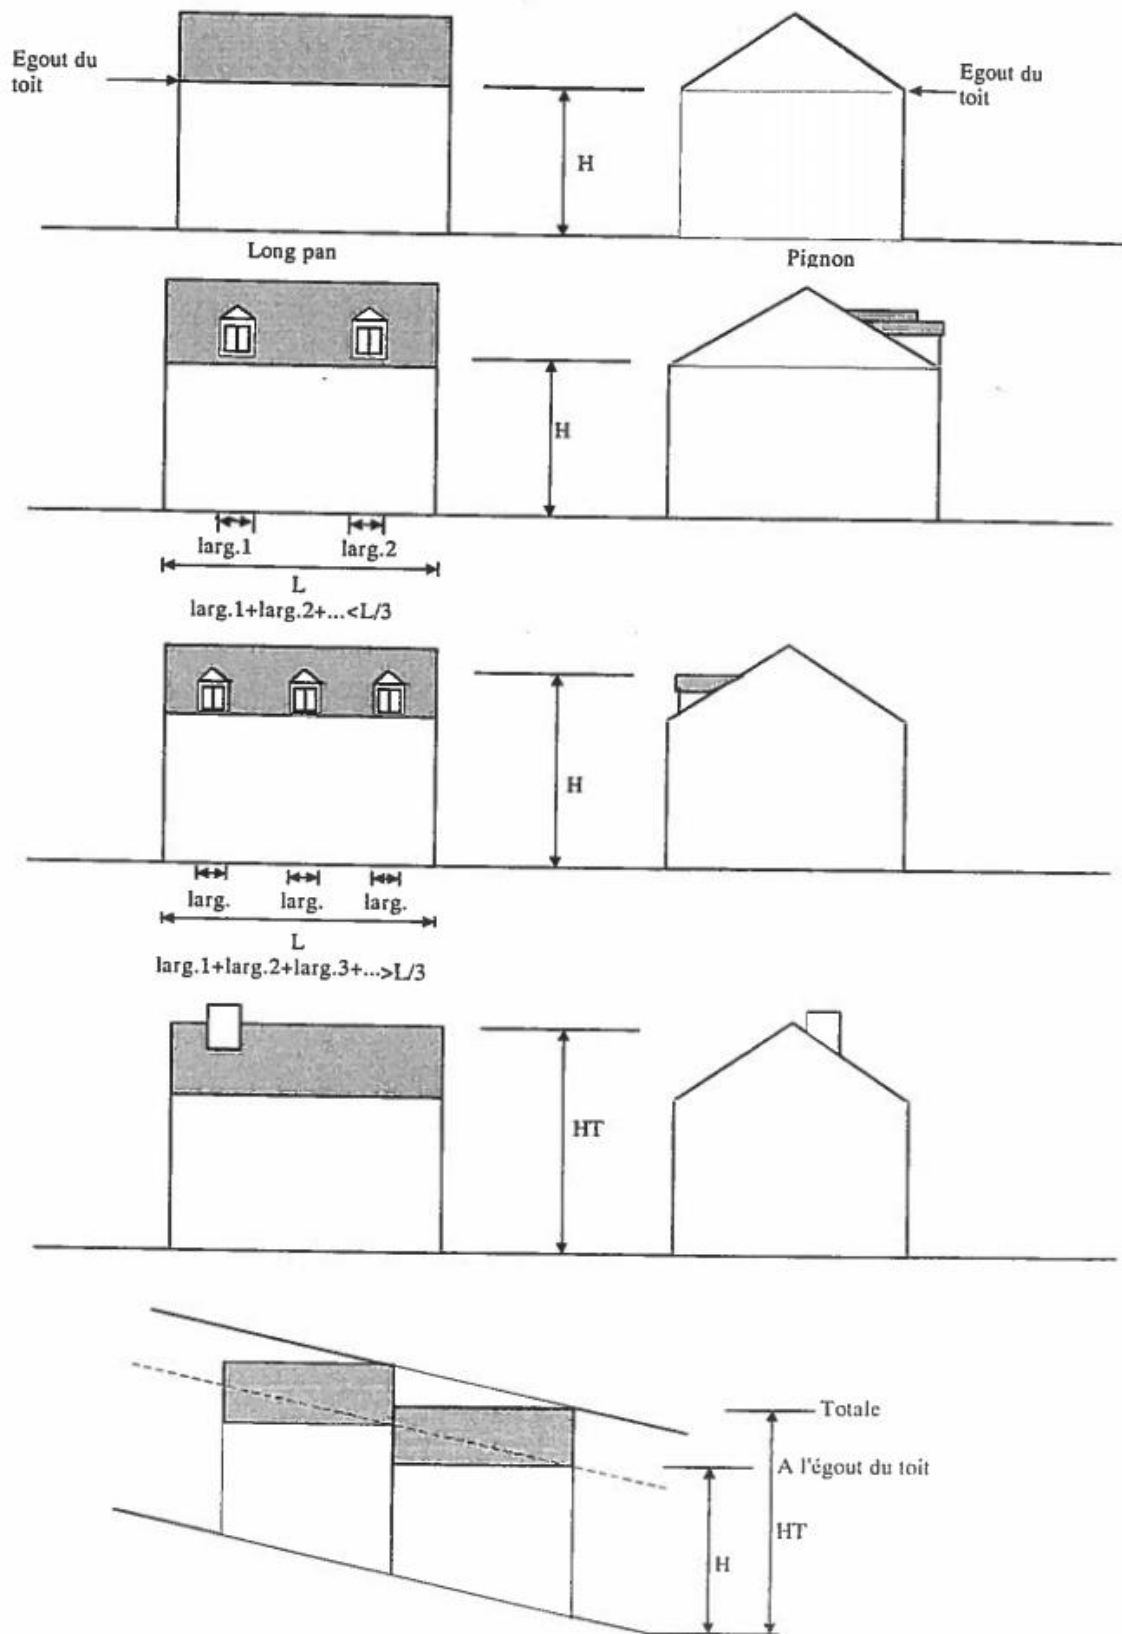 Egout du
toit
Egout du
toit
H
Long pan
Pignon
H
larg.1
larg.2
L
larg.1+larg.2+...<L/3
H
larg.
larg.
larg.
L
larg.1+larg.2+larg.3+...>L/3
HT
Totale
A l'égout du toit
HT
H